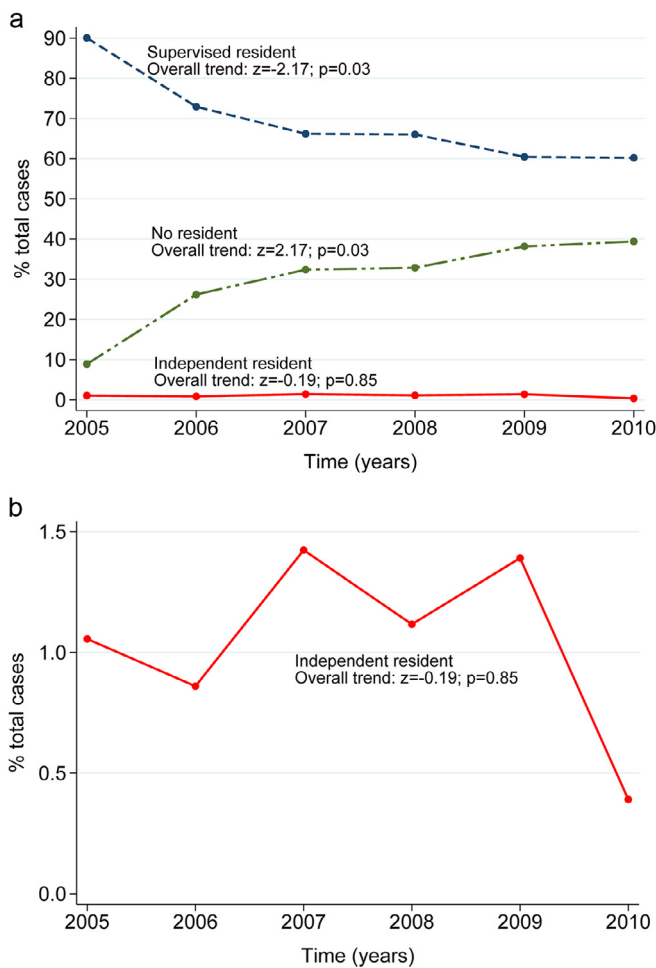 a
90
80
70
60
50
40
30
20
10
0
% total cases
Supervised resident
Overall trend: z=-2.17; p=0.03
No resident
Overall trend: z=2.17; p=0.03
Independent resident
Overall trend: z=-0.19; p=0.85
2005 2006 2007 2008 2009 2010
Time (years)
b
1.5
1.0
0.5
0.0
% total cases
Independent resident
Overall trend: z=-0.19; p=0.85
2005 2006 2007 2008 2009 2010
Time (years)